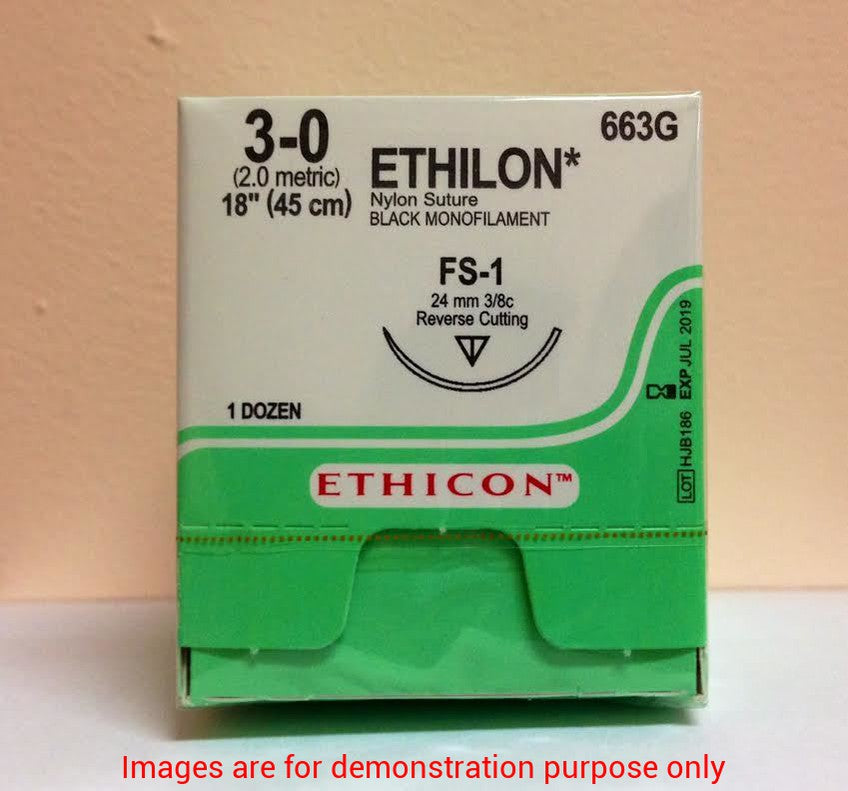 3-0
(2.0 metric)
18" (45 cm)
ETHILON*
Nylon Suture
BLACK MONOFILAMENT
663G
FS-1
24 mm 3/8c
Reverse Cutting
1 DOZEN
EXP JUL 2019
LOT HJB186
ETHICON™
Images are for demonstration purpose only